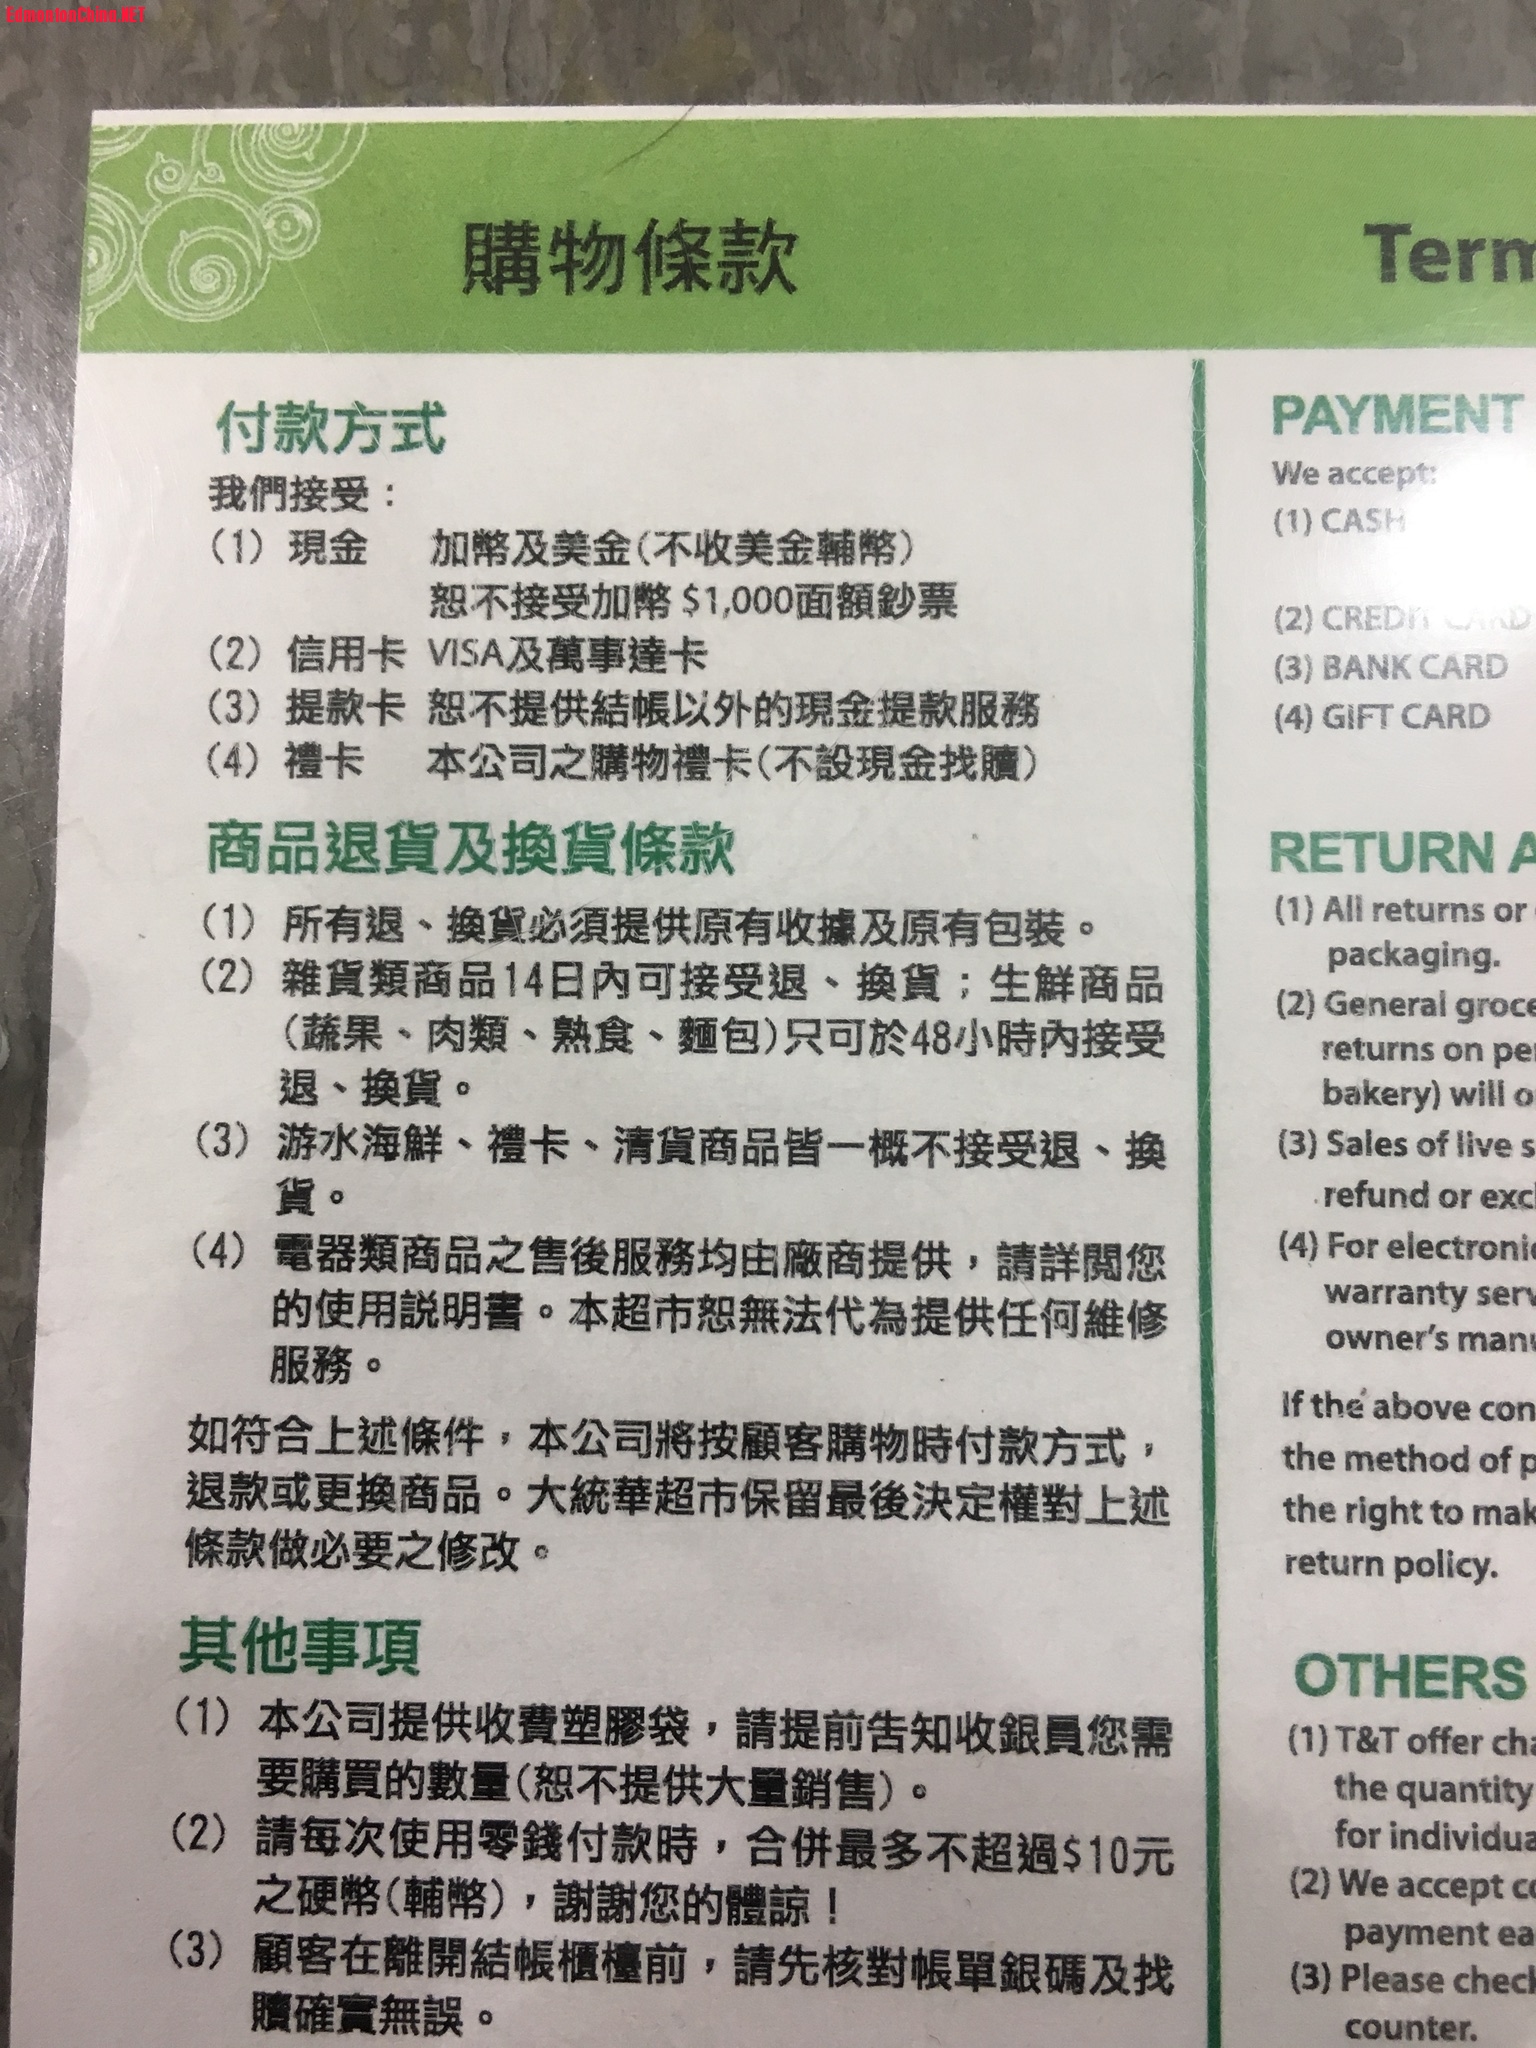 EdmontonChina.NET
購物條款
付款方式
我們接受：
(1) 現金 加幣及美金(不收美金輔幣)
恕不接受加幣 $1,000面額鈔票
(2) 信用卡 VISA及萬事達卡
(3) 提款卡 恕不提供結帳以外的現金提款服務
(4) 禮卡 本公司之購物禮卡(不設現金找贖)
商品退貨及換貨條款
(1) 所有退、換貨必須提供原有收據及原有包裝。
(2) 雜貨類商品14日內可接受退、換貨；生鮮商品
(蔬果、肉類、熟食、麵包)只可於48小時內接受
退、換貨。
(3) 游水海鮮、禮卡、清貨商品皆一概不接受退、換
貨。
(4) 電器類商品之售後服務均由廠商提供，請詳閱您
的使用説明書。本超市恕無法代為提供任何維修
服務。
如符合上述條件，本公司將按顧客購物時付款方式，
退款或更換商品。大統華超市保留最後決定權對上述
條款做必要之修改。
其他事項
(1) 本公司提供收費塑膠袋，請提前告知收銀員您需
要購買的數量(恕不提供大量銷售)。
(2) 請每次使用零錢付款時，合併最多不超過$10元
之硬幣(輔幣)，謝謝您的體諒！
(3) 顧客在離開結帳櫃檯前，請先核對帳單銀碼及找
贖確實無誤。
Term
PAYMENT
We accept:
(1) CASH
(2) CREDIT CARD
(3) BANK CARD
(4) GIFT CARD
RETURN A
(1) All returns or
packaging.
(2) General groce
returns on pe
bakery) will o
(3) Sales of live s
refund or exc
(4) For electroni
warranty serv
owner's manu
If the above con
the method of p
the right to mak
return policy.
OTHERS
(1) T&T offer cha
the quantity
for individua
(2) We accept co
payment ea
(3) Please check
counter.